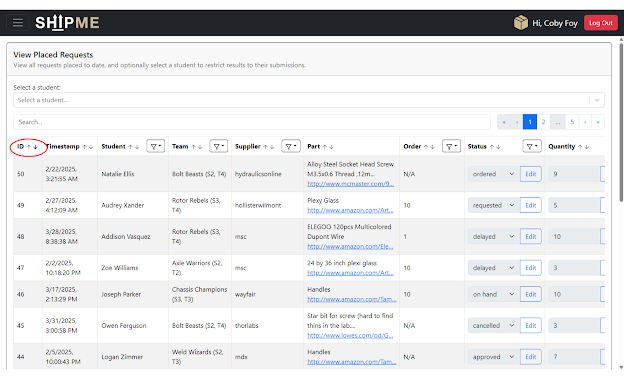 SHIPME
Hi, Coby Foy Log Out
View Placed Requests
View all requests placed to date, and optionally select a student to restrict results to their submissions.
Select a student:
Select a student...
Search...
« ‹ 1 2 ... 5 › »
ID ↑ ↓ Timestamp ↑ ↓ Student ↑ ↓ Team ↑ ↓ Supplier ↑ ↓ Part ↑ ↓ Order ↑ ↓ Status ↑ ↓ Quantity ↑ ↓
Alloy Steel Socket Head Screw
50 2/22/2025, Natalie Ellis Bolt Beasts (S2, T4) hydraulicsonline M3.5x0.6 Thread ,12m... N/A ordered Edit 9
3:21:55 AM http://www.mcmaster.com/9...
49 2/27/2025, Audrey Xander Rotor Rebels (S3, hollisterwilmont Plexy Glass 10 requested Edit 5
4:12:09 AM T4) http://www.amazon.com/Art...
ELEGOO 120pcs Multicolored
48 3/28/2025, Addison Vasquez Rotor Rebels (S3, msc Dupont Wire 1 delayed Edit 10
8:38:38 AM T4) http://www.amazon.com/Ele...
47 2/2/2025, Zoe Williams Axle Warriors (S2, msc 24 by 36 inch plexi glass 10 delayed Edit 3
10:18:20 PM T2) http://www.amazon.com/Art...
46 3/17/2025, Joseph Parker Chassis Champions wayfair Handles 10 on hand Edit 10
2:13:29 PM (S3, T3) http://www.amazon.com/Tam...
Star bit for screw (hard to find
45 3/31/2025, Owen Ferguson Bolt Beasts (S2, T4) thorlabs thins in the lab... N/A cancelled Edit 3
3:00:58 PM http://www.lowes.com/pd/G...
44 2/5/2025, Logan Zimmer Weld Wizards (S2, mdx Handles N/A approved Edit 7
10:00:43 PM T3) http://www.amazon.com/Tam...